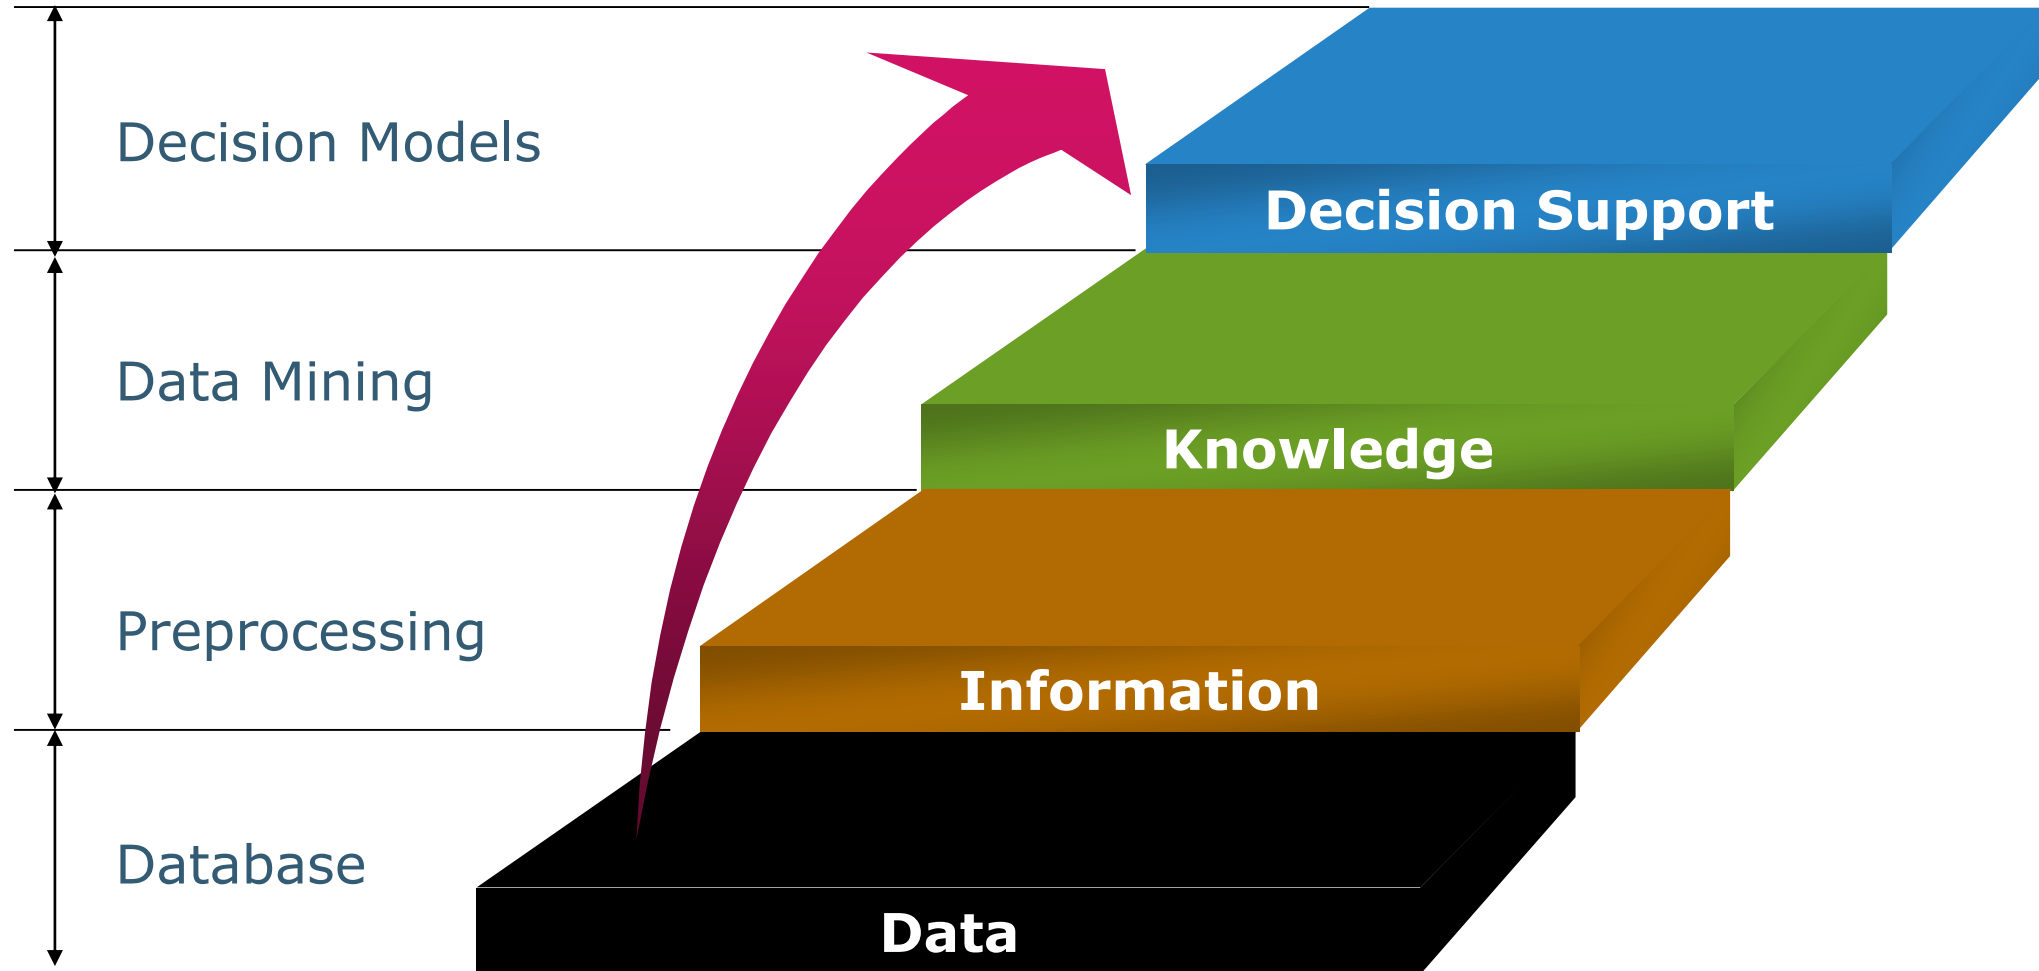 Decision Models
Decision Support
Data Mining
Knowledge
Preprocessing
Information
Database
Data